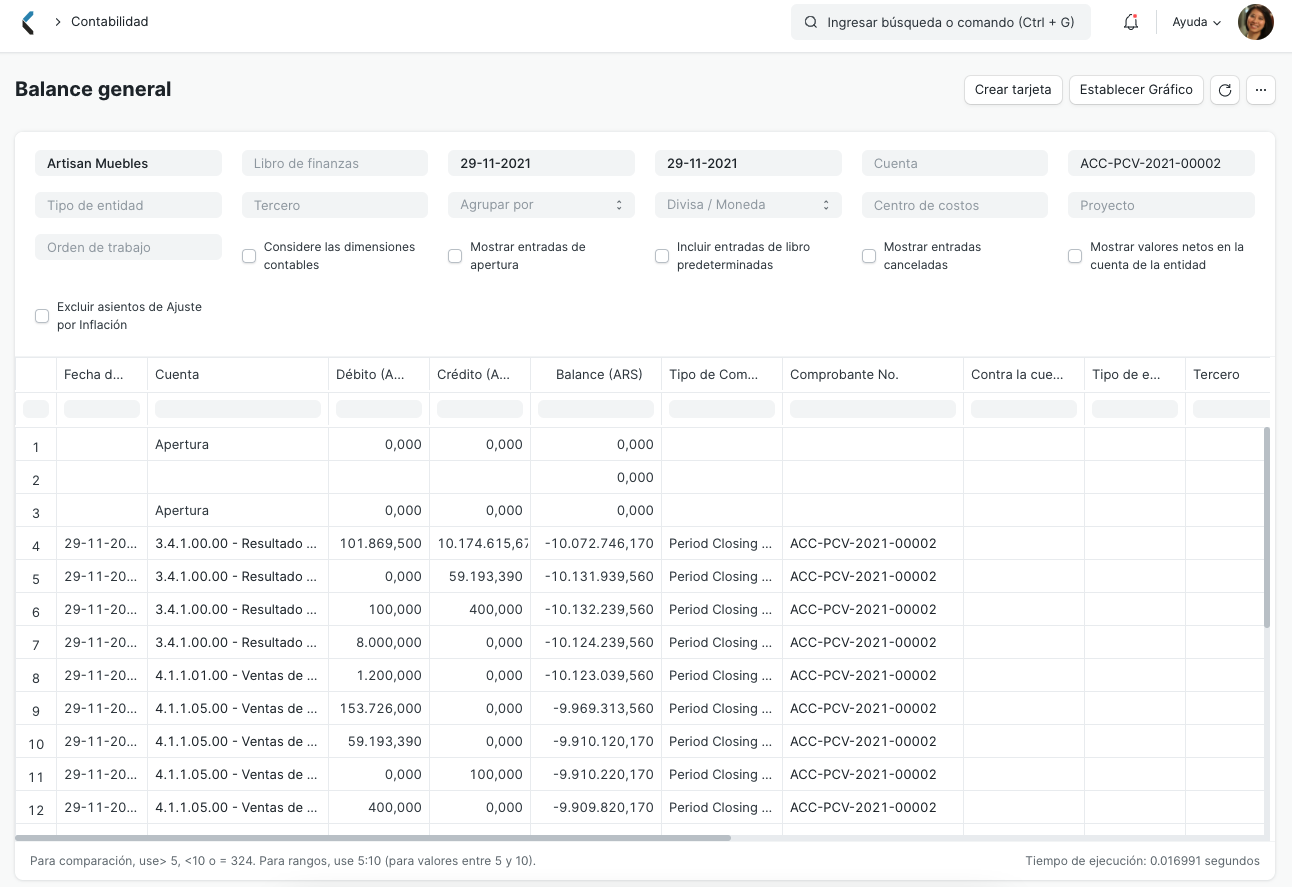 Contabilidad
Ingresar búsqueda o comando (Ctrl + G)
Ayuda
Balance general
Crear tarjeta
Establecer Gráfico
Artisan Muebles
Libro de finanzas
29-11-2021
29-11-2021
Cuenta
ACC-PCV-2021-00002
Tipo de entidad
Tercero
Agrupar por
Divisa / Moneda
Centro de costos
Proyecto
Orden de trabajo
Considere las dimensiones
contables
Mostrar entradas de
apertura
Incluir entradas de libro
predeterminadas
Mostrar entradas
canceladas
Mostrar valores netos en la
cuenta de la entidad
Excluir asientos de Ajuste
por Inflación
Fecha d... Cuenta Débito (A... Crédito (A... Balance (ARS) Tipo de Com... Comprobante No. Contra la cue... Tipo de e... Tercero
1 Apertura 0,000 0,000 0,000
2 0,000
3 Apertura 0,000 0,000 0,000
4 29-11-20... 3.4.1.00.00 - Resultado ... 101.869,500 10.174.615,67 -10.072.746,170 Period Closing ... ACC-PCV-2021-00002
5 29-11-20... 3.4.1.00.00 - Resultado ... 0,000 59.193,390 -10.131.939,560 Period Closing ... ACC-PCV-2021-00002
6 29-11-20... 3.4.1.00.00 - Resultado ... 100,000 400,000 -10.132.239,560 Period Closing ... ACC-PCV-2021-00002
7 29-11-20... 3.4.1.00.00 - Resultado ... 8.000,000 0,000 -10.124.239,560 Period Closing ... ACC-PCV-2021-00002
8 29-11-20... 4.1.1.01.00 - Ventas de ... 1.200,000 0,000 -10.123.039,560 Period Closing ... ACC-PCV-2021-00002
9 29-11-20... 4.1.1.05.00 - Ventas de ... 153.726,000 0,000 -9.969.313,560 Period Closing ... ACC-PCV-2021-00002
10 29-11-20... 4.1.1.05.00 - Ventas de ... 59.193,390 0,000 -9.910.120,170 Period Closing ... ACC-PCV-2021-00002
11 29-11-20... 4.1.1.05.00 - Ventas de ... 0,000 100,000 -9.910.220,170 Period Closing ... ACC-PCV-2021-00002
12 29-11-20... 4.1.1.05.00 - Ventas de ... 400,000 0,000 -9.909.820,170 Period Closing ... ACC-PCV-2021-00002
Para comparación, use> 5, <10 o = 324. Para rangos, use 5:10 (para valores entre 5 y 10).
Tiempo de ejecución: 0.016991 segundos